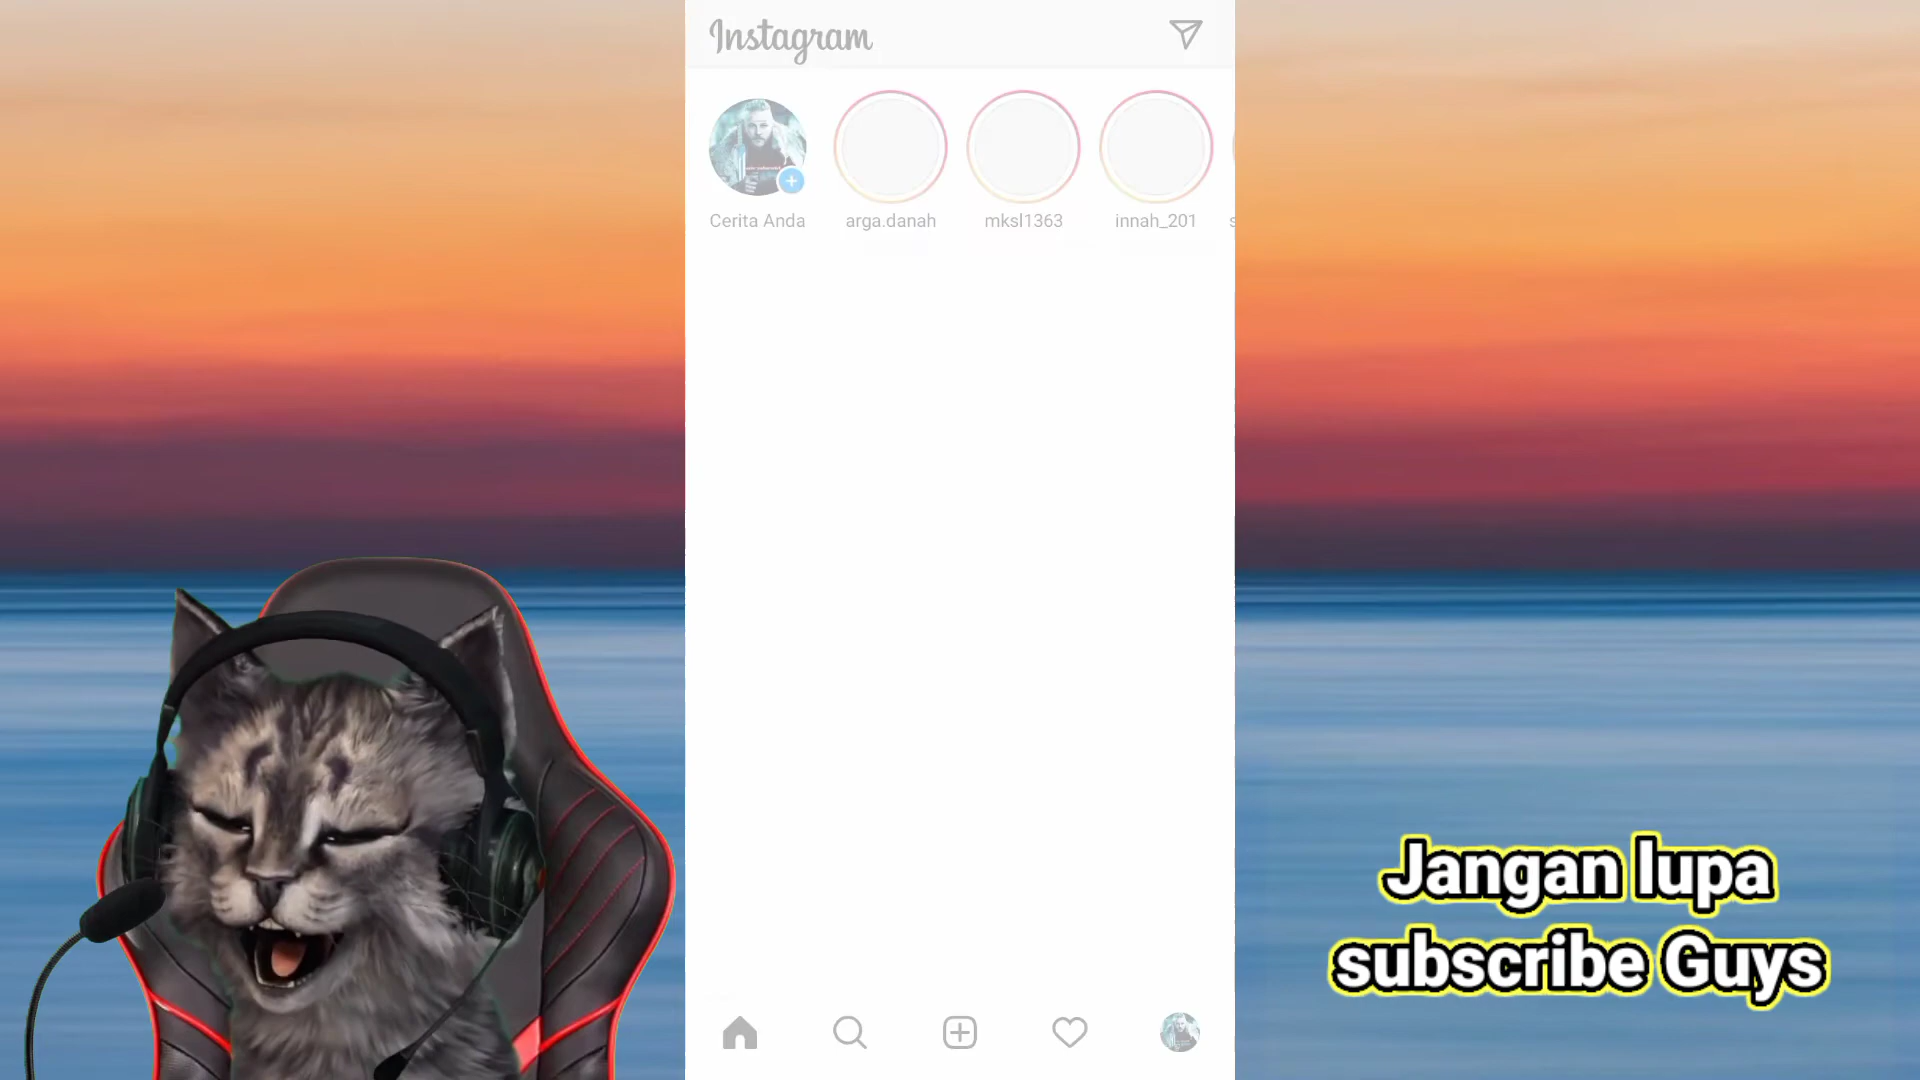 Instagram
Cerita Anda
arga.danah
mksl1363
innah_201
Jangan lupa
subscribe Guys